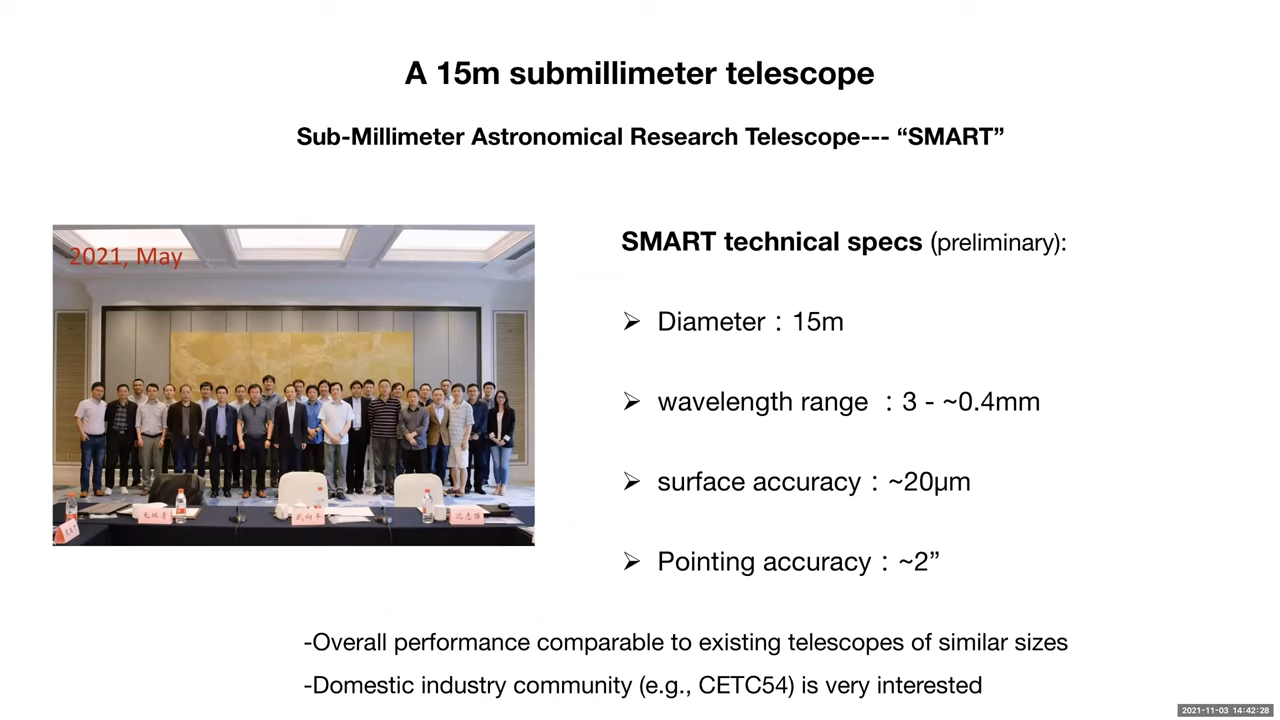 A 15m submillimeter telescope
Sub-Millimeter Astronomical Research Telescope--- “SMART”
2021, May
SMART technical specs (preliminary):
➢ Diameter：15m
➢ wavelength range ：3 - ~0.4mm
➢ surface accuracy：~20μm
➢ Pointing accuracy：~2”
-Overall performance comparable to existing telescopes of similar sizes
-Domestic industry community (e.g., CETC54) is very interested
2021-11-03 14:42:28